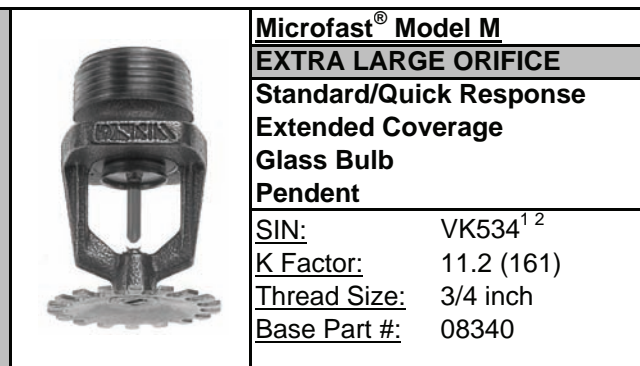 Microfast® Model M
EXTRA LARGE ORIFICE
Standard/Quick Response
Extended Coverage
Glass Bulb
Pendent
SIN: VK534¹ ²
K Factor: 11.2 (161)
Thread Size: 3/4 inch
Base Part #: 08340